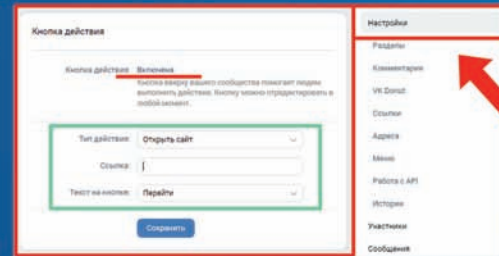 Кнопка действия
Кнопка действия: Включена
Кнопка вверху вашего сообщества помогает людям
выполнить действие. Кнопку можно отредактировать в
любой момент.
Тип действия: Открыть сайт
Ссылка:
Текст на кнопке: Перейти
Сохранить
Настройки
Разделы
Комментарии
VK Donut
Ссылки
Адреса
Меню
Работа с API
Истории
Участники
Сообщения